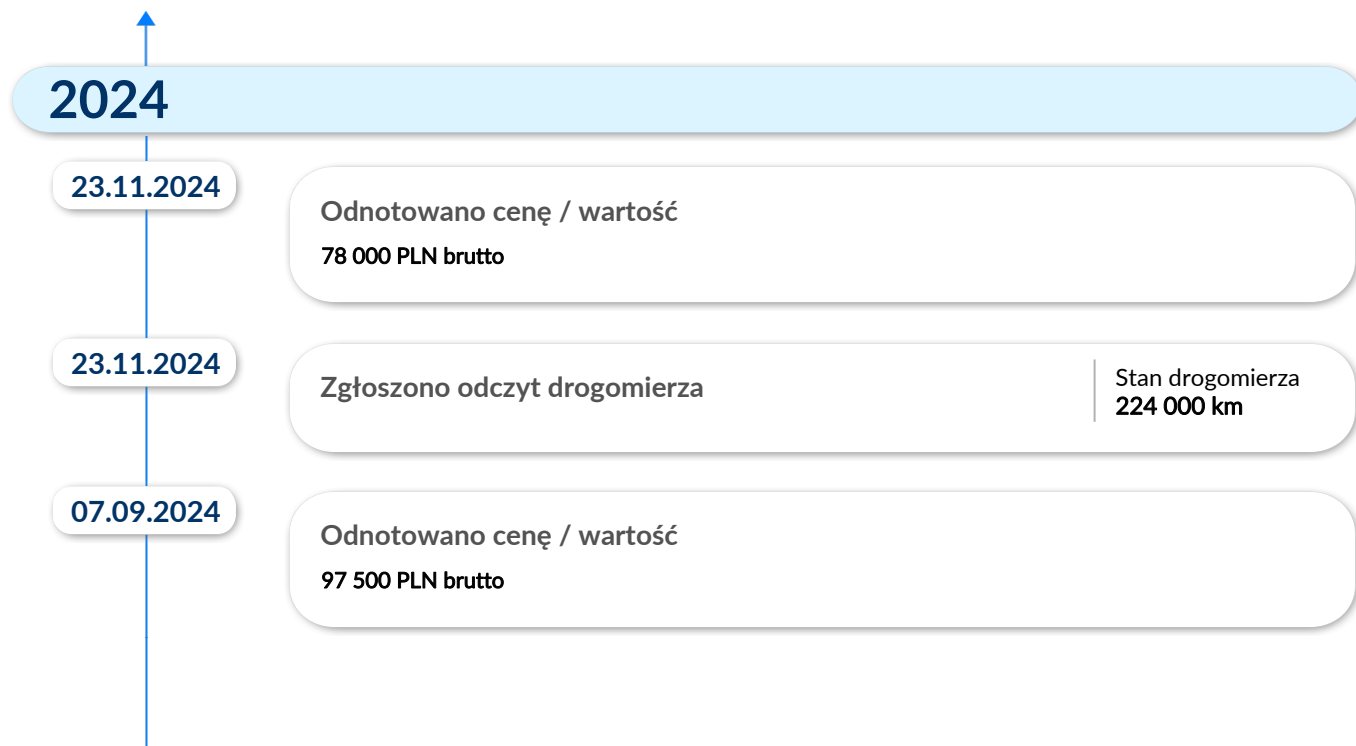 2024
23.11.2024
Odnotowano cenę / wartość
78 000 PLN brutto
23.11.2024
Zgłoszono odczyt drogomierza
Stan drogomierza
224 000 km
07.09.2024
Odnotowano cenę / wartość
97 500 PLN brutto